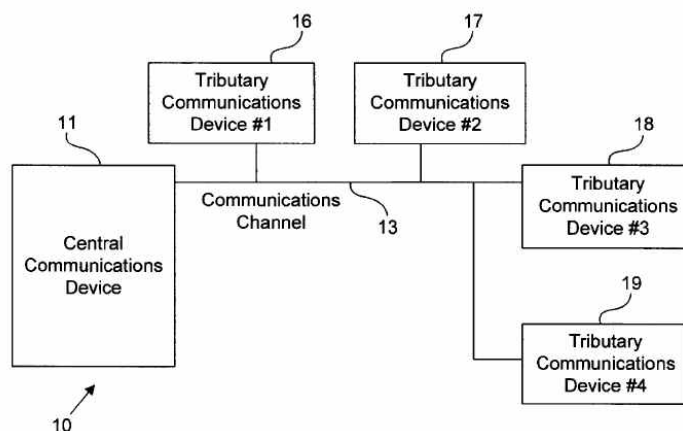 16
17
Tributary
Communications
Device #1
Tributary
Communications
Device #2
11
18
Central
Communications
Device
Communications
Channel
13
Tributary
Communications
Device #3
19
Tributary
Communications
Device #4
10